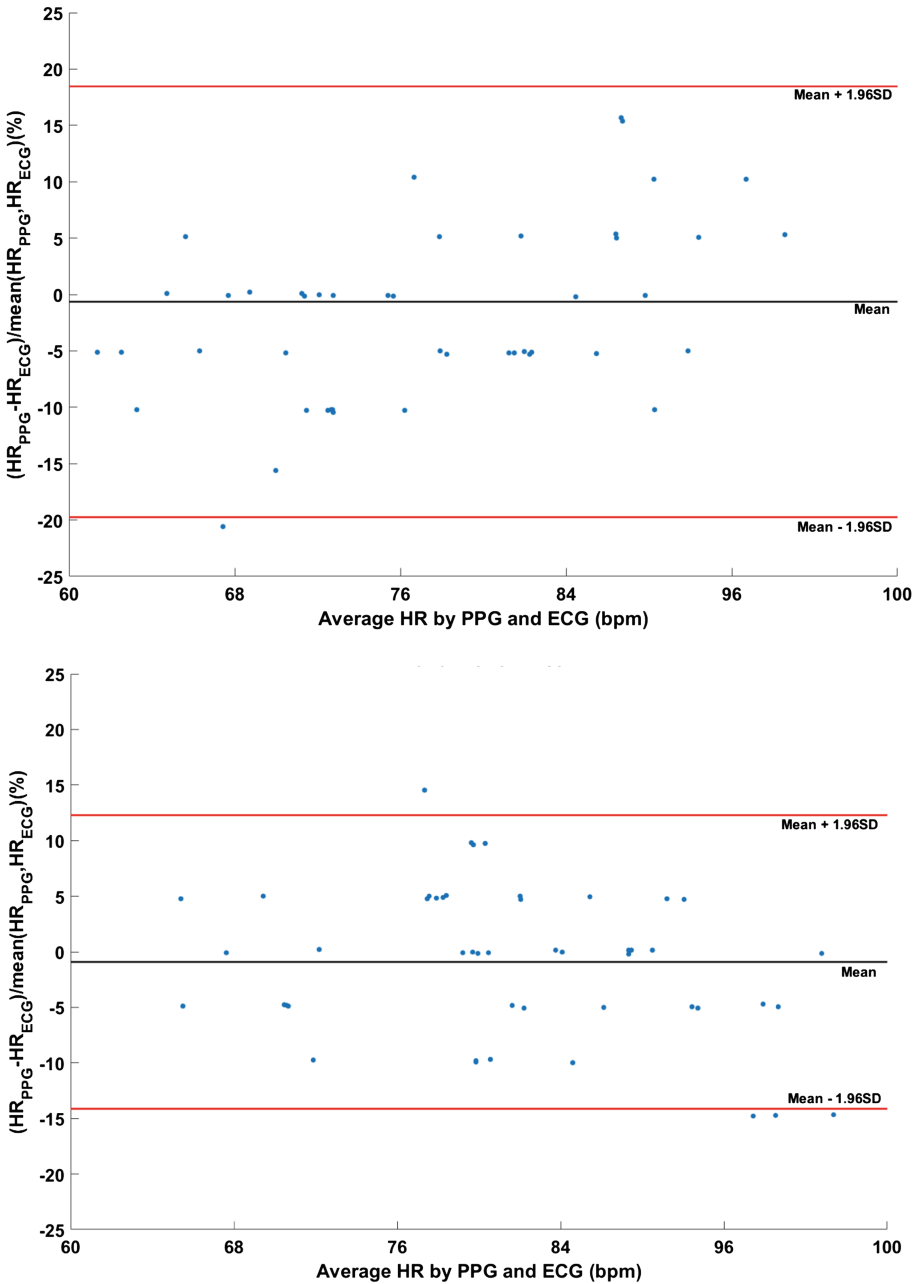 25
20
Mean + 1.96SD
15
10
5
0
Mean
-5
-10
-15
-20
Mean - 1.96SD
-25
60 68 76 84 96 100
(HR_PPG-HR_ECG)/mean(HR_PPG,HR_ECG)(%)
Average HR by PPG and ECG (bpm)
25
20
15
Mean + 1.96SD
10
5
0
Mean
-5
-10
Mean - 1.96SD
-15
-20
-25
60 68 76 84 96 100
(HR_PPG-HR_ECG)/mean(HR_PPG,HR_ECG)(%)
Average HR by PPG and ECG (bpm)